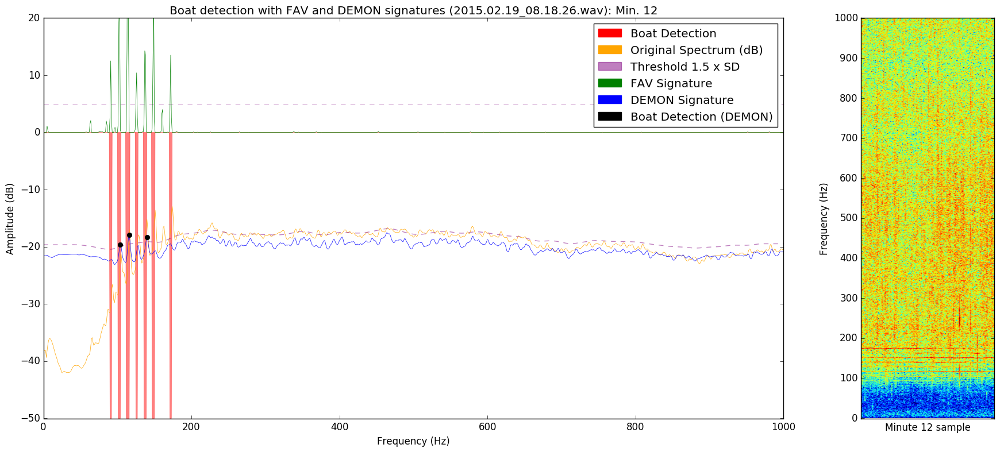 Boat detection with FAV and DEMON signatures (2015.02.19_08.18.26.wav): Min. 12
Boat Detection
Original Spectrum (dB)
Threshold 1.5 x SD
FAV Signature
DEMON Signature
Boat Detection (DEMON)
Amplitude (dB)
20
10
0
−10
−20
−30
−40
−50
0
200
400
600
800
1000
Frequency (Hz)
Frequency (Hz)
1000
900
800
700
600
500
400
300
200
100
0
Minute 12 sample